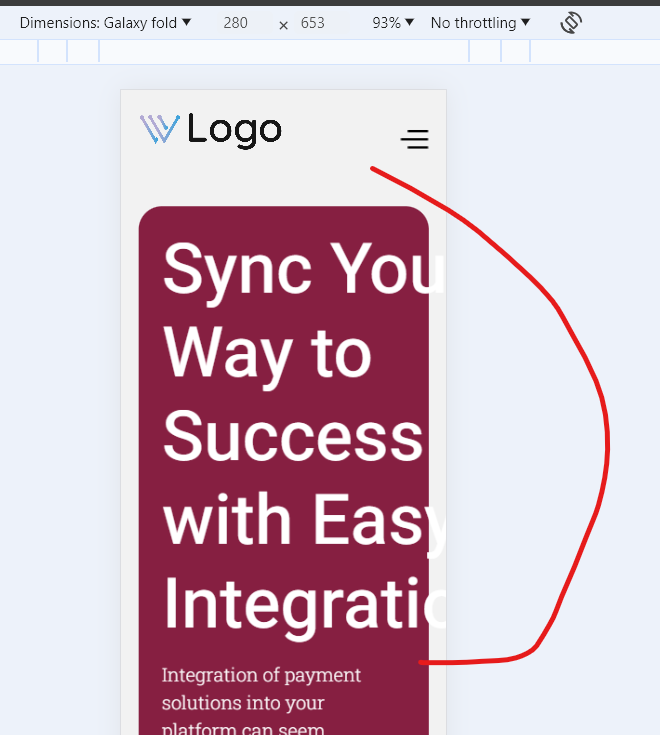 Dimensions: Galaxy fold ▼ 280 × 653 93% ▼ No throttling ▼
Logo
Sync You
Way to
Success
with Easy
Integratio
Integration of payment
solutions into your
platform can seem